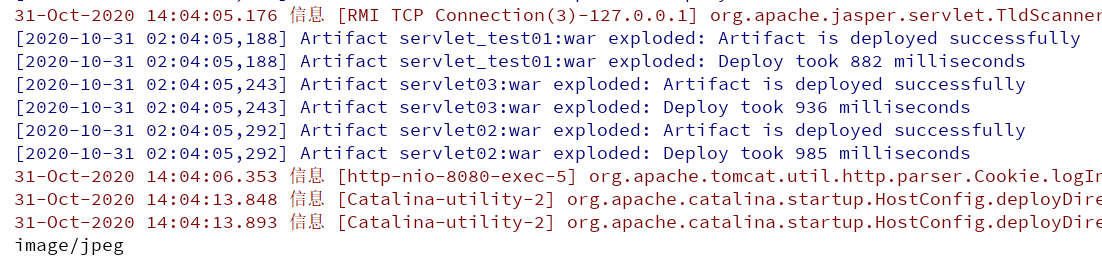 31-Oct-2020 14:04:05.176 信息 [RMI TCP Connection(3)-127.0.0.1] org.apache.jasper.servlet.TldScanner
[2020-10-31 02:04:05,188] Artifact servlet_test01:war exploded: Artifact is deployed successfully
[2020-10-31 02:04:05,188] Artifact servlet_test01:war exploded: Deploy took 882 milliseconds
[2020-10-31 02:04:05,243] Artifact servlet03:war exploded: Artifact is deployed successfully
[2020-10-31 02:04:05,243] Artifact servlet03:war exploded: Deploy took 936 milliseconds
[2020-10-31 02:04:05,292] Artifact servlet02:war exploded: Artifact is deployed successfully
[2020-10-31 02:04:05,292] Artifact servlet02:war exploded: Deploy took 985 milliseconds
31-Oct-2020 14:04:06.353 信息 [http-nio-8080-exec-5] org.apache.tomcat.util.http.parser.Cookie.logIn
31-Oct-2020 14:04:13.848 信息 [Catalina-utility-2] org.apache.catalina.startup.HostConfig.deployDire
31-Oct-2020 14:04:13.893 信息 [Catalina-utility-2] org.apache.catalina.startup.HostConfig.deployDire
image/jpeg